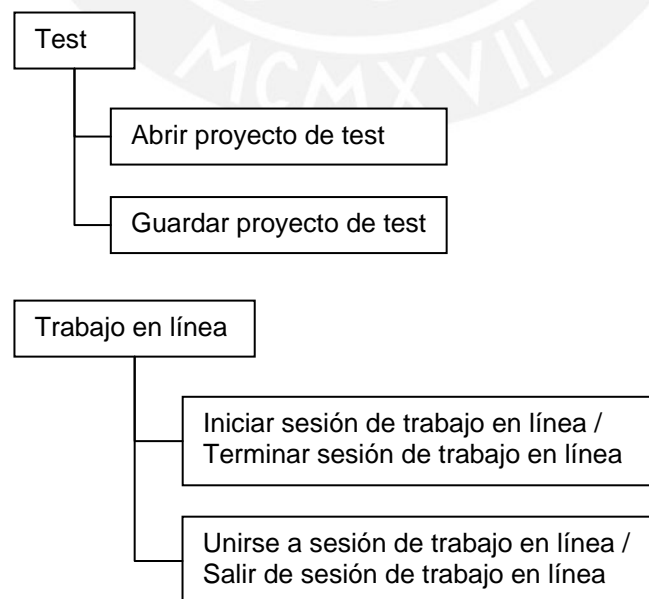 MCMXVII
Test
Abrir proyecto de test
Guardar proyecto de test
Trabajo en línea
Iniciar sesión de trabajo en línea /
Terminar sesión de trabajo en línea
Unirse a sesión de trabajo en línea /
Salir de sesión de trabajo en línea